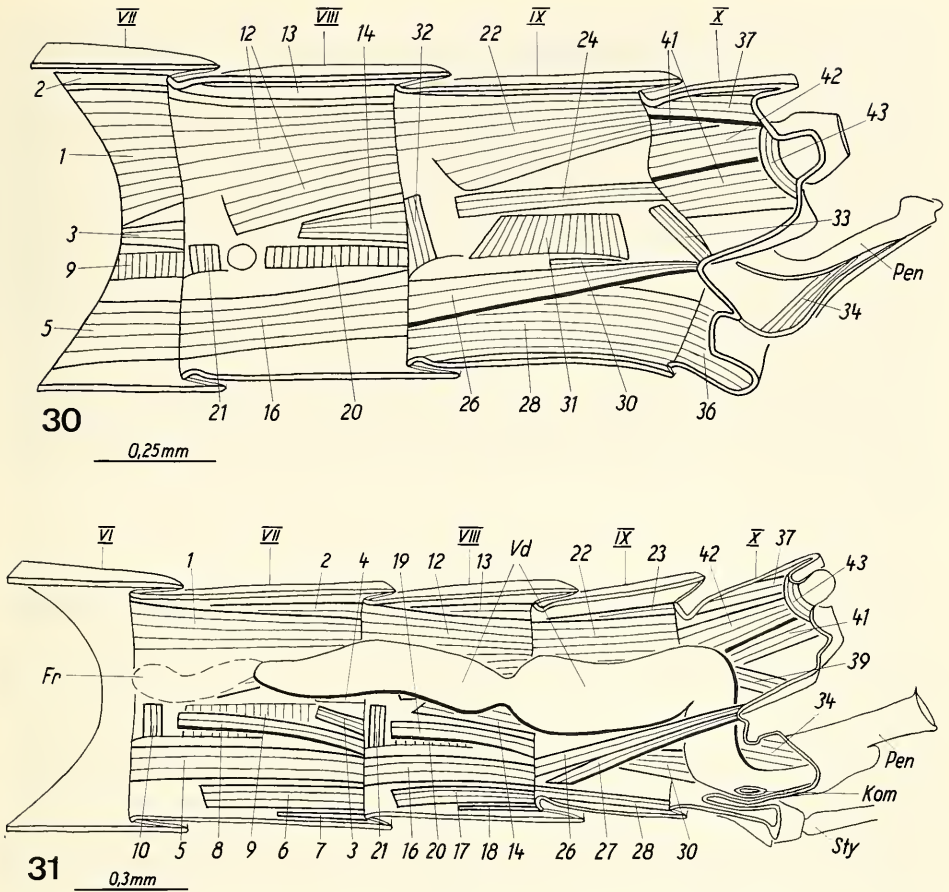 VII VIII IX X
12 13 14 32 22 24 41 37 42 43
2
1
3
9
5
33
Pen
34
21 16 20 26 28 31 30 36
30
0,25mm
VI VII VIII IX X
1 2 4 19 12 13 Vd 22 23 42 37 43
41
39
34
Fr
Pen
Kom
Sty
10 5 8 9 6 7 3 21 16 20 17 18 14 26 27 28 30
31
0,3mm